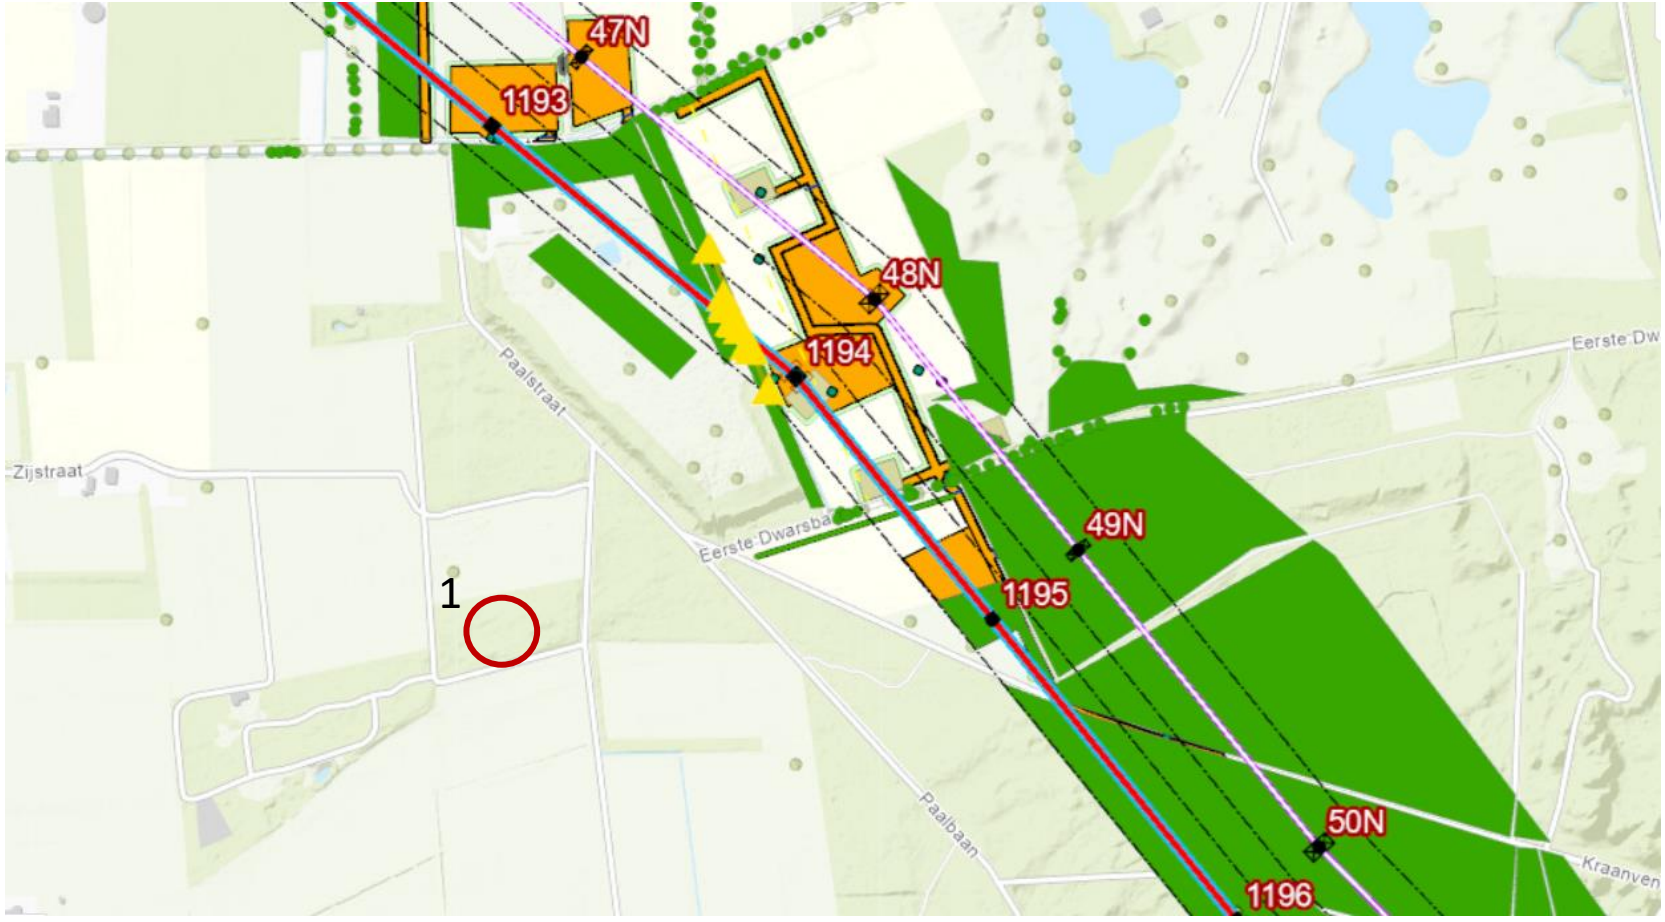 47N
1193
48N
1194
Eerste Dw
Paalstraat
Zijstraat
49N
Eerste Dwarsba
1
1195
Paalbaan
50N
Kraanven
1196